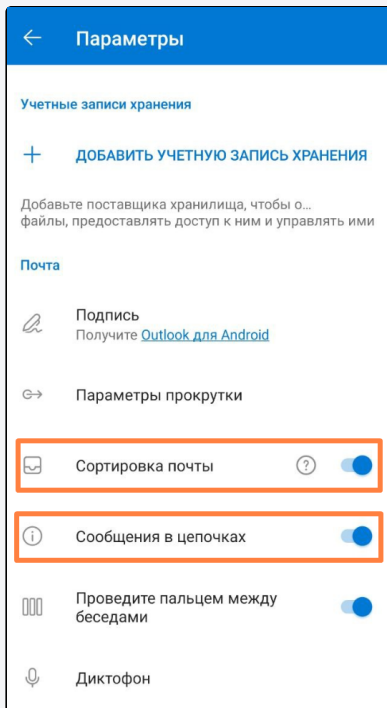 Параметры
Учетные записи хранения
ДОБАВИТЬ УЧЕТНУЮ ЗАПИСЬ ХРАНЕНИЯ
Добавьте поставщика хранилища, чтобы о...
файлы, предоставлять доступ к ним и управлять ими
Почта
Подпись
Получите Outlook для Android
Параметры прокрутки
Сортировка почты
Сообщения в цепочках
Проведите пальцем между
беседами
Диктофон